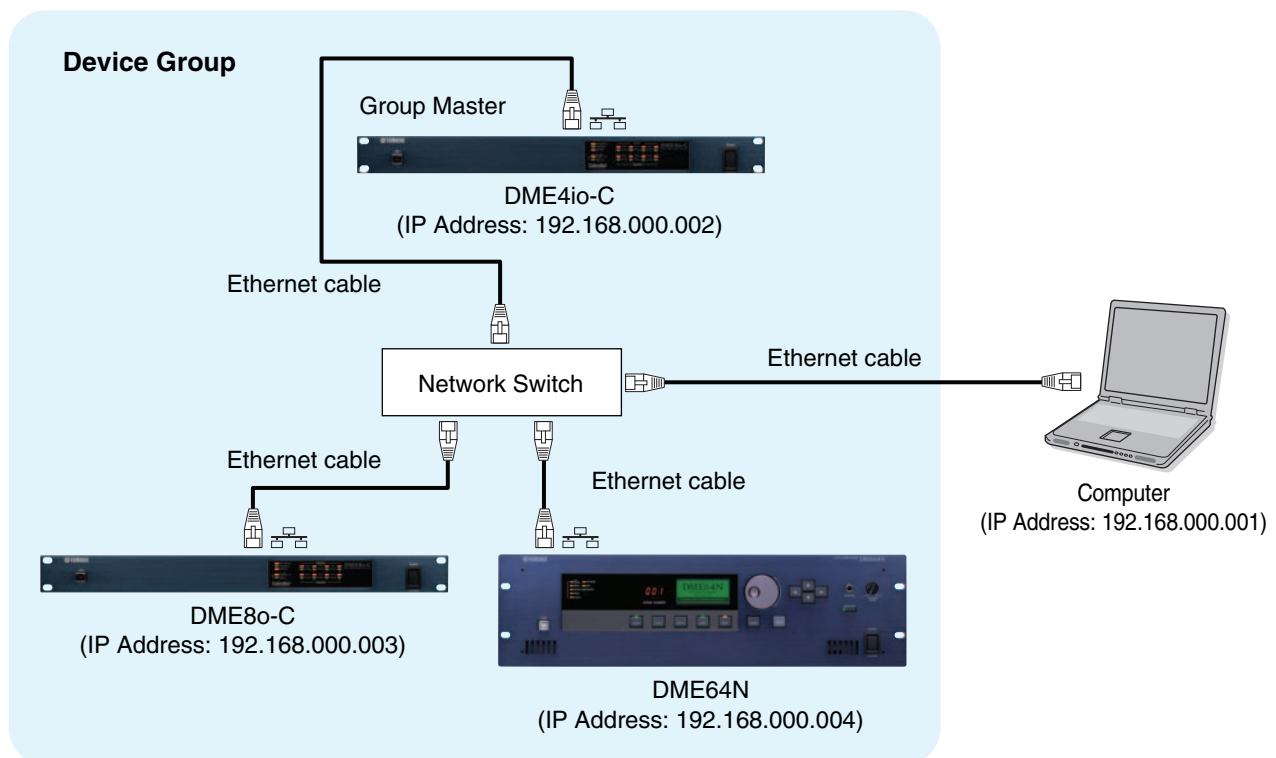 Device Group
Group Master
DME4io-C
(IP Address: 192.168.000.002)
Ethernet cable
Network Switch
Ethernet cable
Computer
(IP Address: 192.168.000.001)
Ethernet cable
Ethernet cable
DME8o-C
(IP Address: 192.168.000.003)
001
DME64N
DME64N
(IP Address: 192.168.000.004)